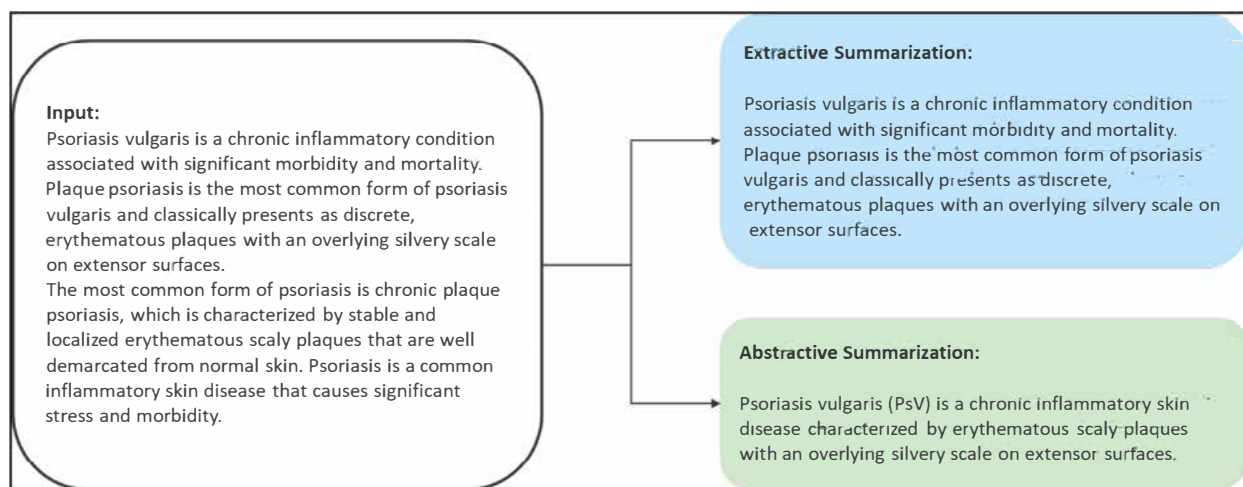 Input:
Psoriasis vulgaris is a chronic inflammatory condition
associated with significant morbidity and mortality.
Plaque psoriasis is the most common form of psoriasis
vulgaris and classically presents as discrete,
erythematous plaques with an overlying silvery scale
on extensor surfaces.
The most common form of psoriasis is chronic plaque
psoriasis, which is characterized by stable and
localized erythematous scaly plaques that are well
demarcated from normal skin. Psoriasis is a common
inflammatory skin disease that causes significant
stress and morbidity.
Extractive Summarization:
Psoriasis vulgaris is a chronic inflammatory condition
associated with significant morbidity and mortality.
Plaque psoriasis is the most common form of psoriasis
vulgaris and classically presents as discrete,
erythematous plaques with an overlying silvery scale on
extensor surfaces.
Abstractive Summarization:
Psoriasis vulgaris (PsV) is a chronic inflammatory skin
disease characterized by erythematous scaly plaques
with an overlying silvery scale on extensor surfaces.